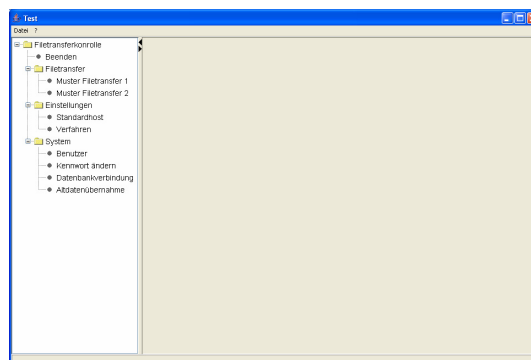 Test
Datei ?
Filetransferkonrolle
Beenden
Filetransfer
Muster Filetransfer 1
Muster Filetransfer 2
Einstellungen
Standardhost
Verfahren
System
Benutzer
Kennwort ändern
Datenbankverbindung
Altdatenübernahme